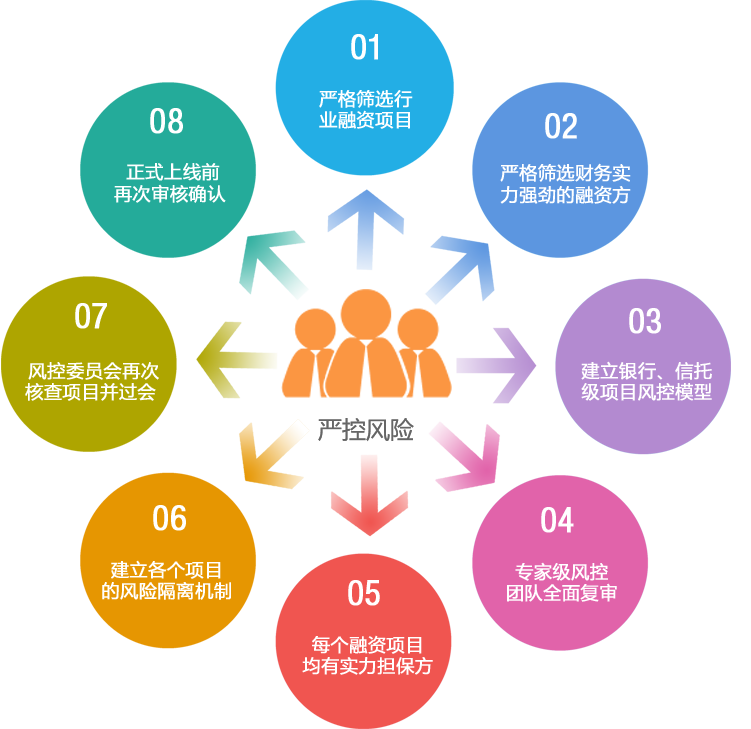 01
严格筛选行
业融资项目
02
严格筛选财务实
力强劲的融资方
03
建立银行、信托
级项目风控模型
04
专家级风控
团队全面复审
05
每个融资项目
均有实力担保方
06
建立各个项目
的风险隔离机制
07
风控委员会再次
核查项目并过会
08
正式上线前
再次审核确认
严控风险